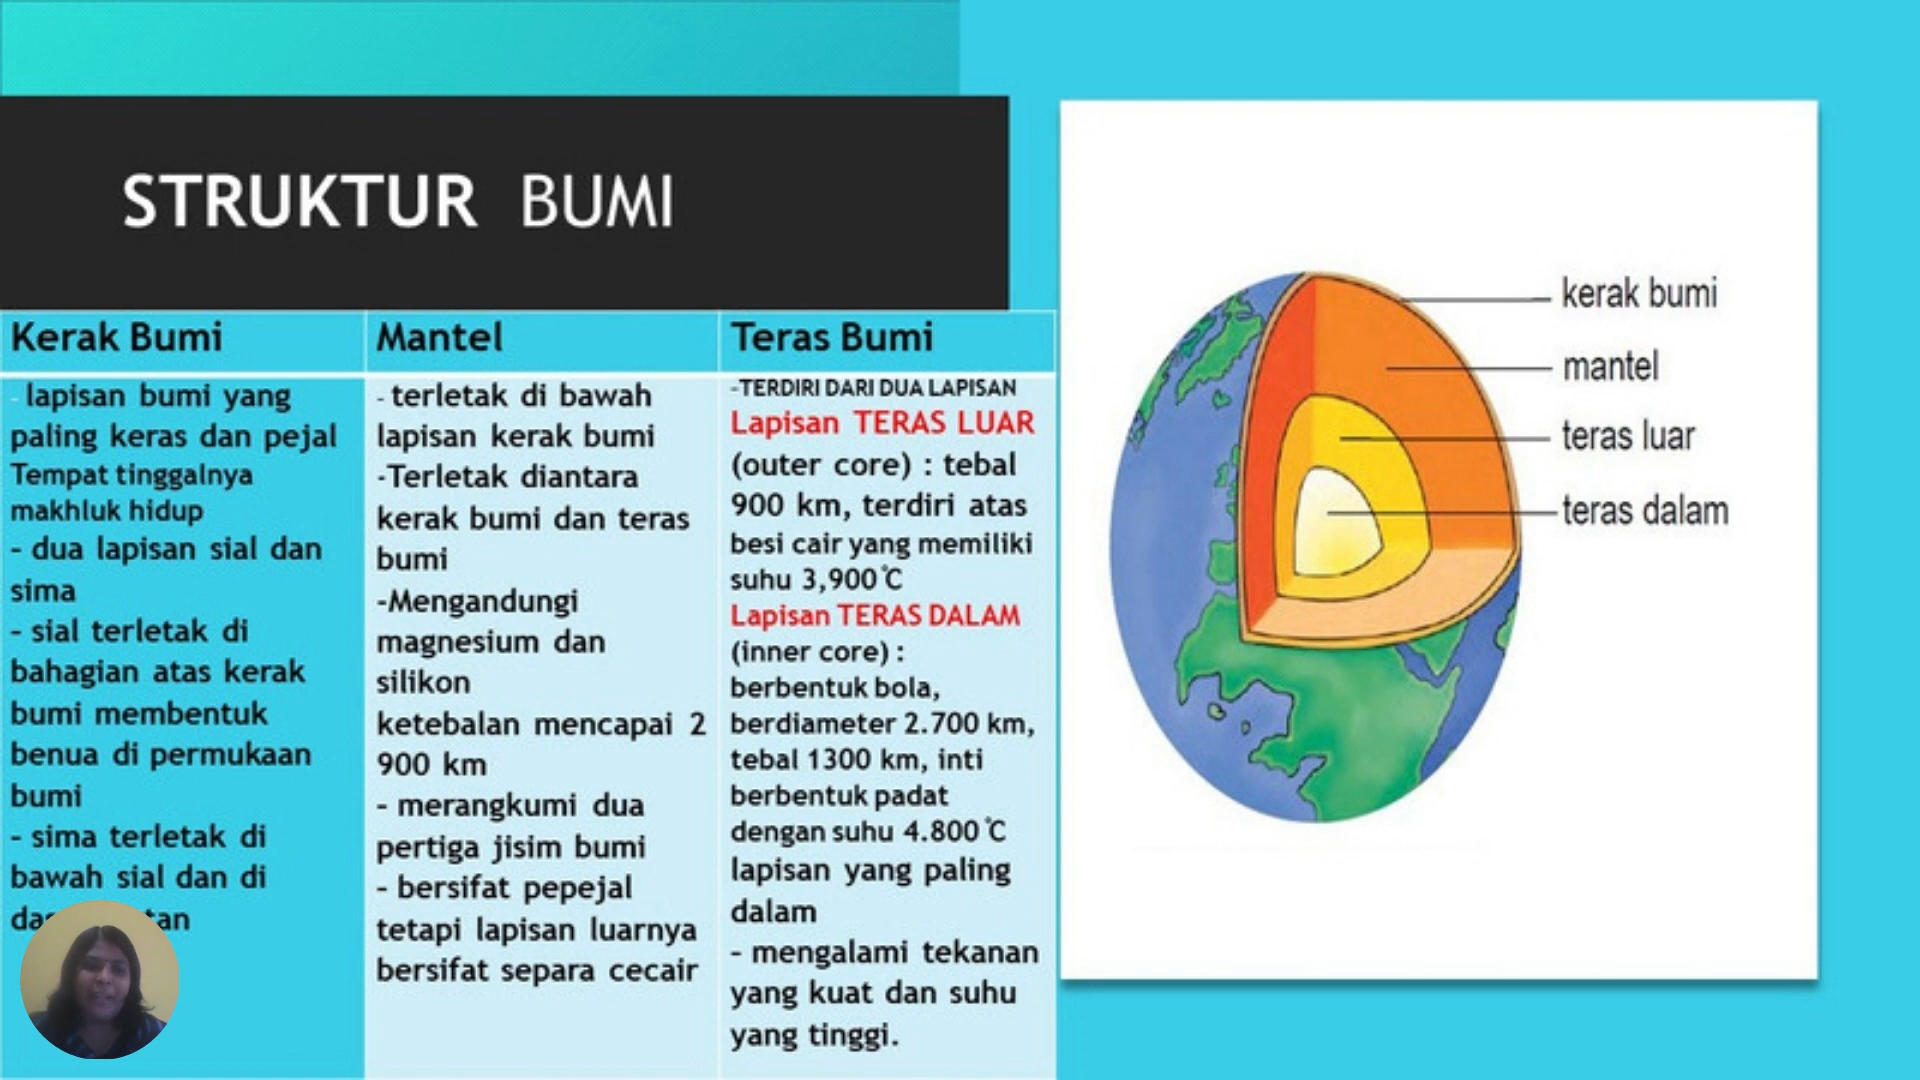 STRUKTUR BUMI
Kerak Bumi
- lapisan bumi yang
paling keras dan pejal
Tempat tinggalnya
makhluk hidup
- dua lapisan sial dan
sima
- sial terletak di
bahagian atas kerak
bumi membentuk
benua di permukaan
bumi
- sima terletak di
bawah sial dan di
Mantel
- terletak di bawah
lapisan kerak bumi
-Terletak diantara
kerak bumi dan teras
bumi
-Mengandungi
magnesium dan
silikon
ketebalan mencapai 2
900 km
- merangkumi dua
pertiga jisim bumi
- bersifat pepejal
tetapi lapisan luarnya
bersifat separa cecair
Teras Bumi
-TERDIRI DARI DUA LAPISAN
Lapisan TERAS LUAR
(outer core) : tebal
900 km, terdiri atas
besi cair yang memiliki
suhu 3,900°C
Lapisan TERAS DALAM
(inner core) :
berbentuk bola,
berdiameter 2.700 km,
tebal 1300 km, inti
berbentuk padat
dengan suhu 4.800°C
lapisan yang paling
dalam
- mengalami tekanan
yang kuat dan suhu
yang tinggi.
kerak bumi
mantel
teras luar
teras dalam